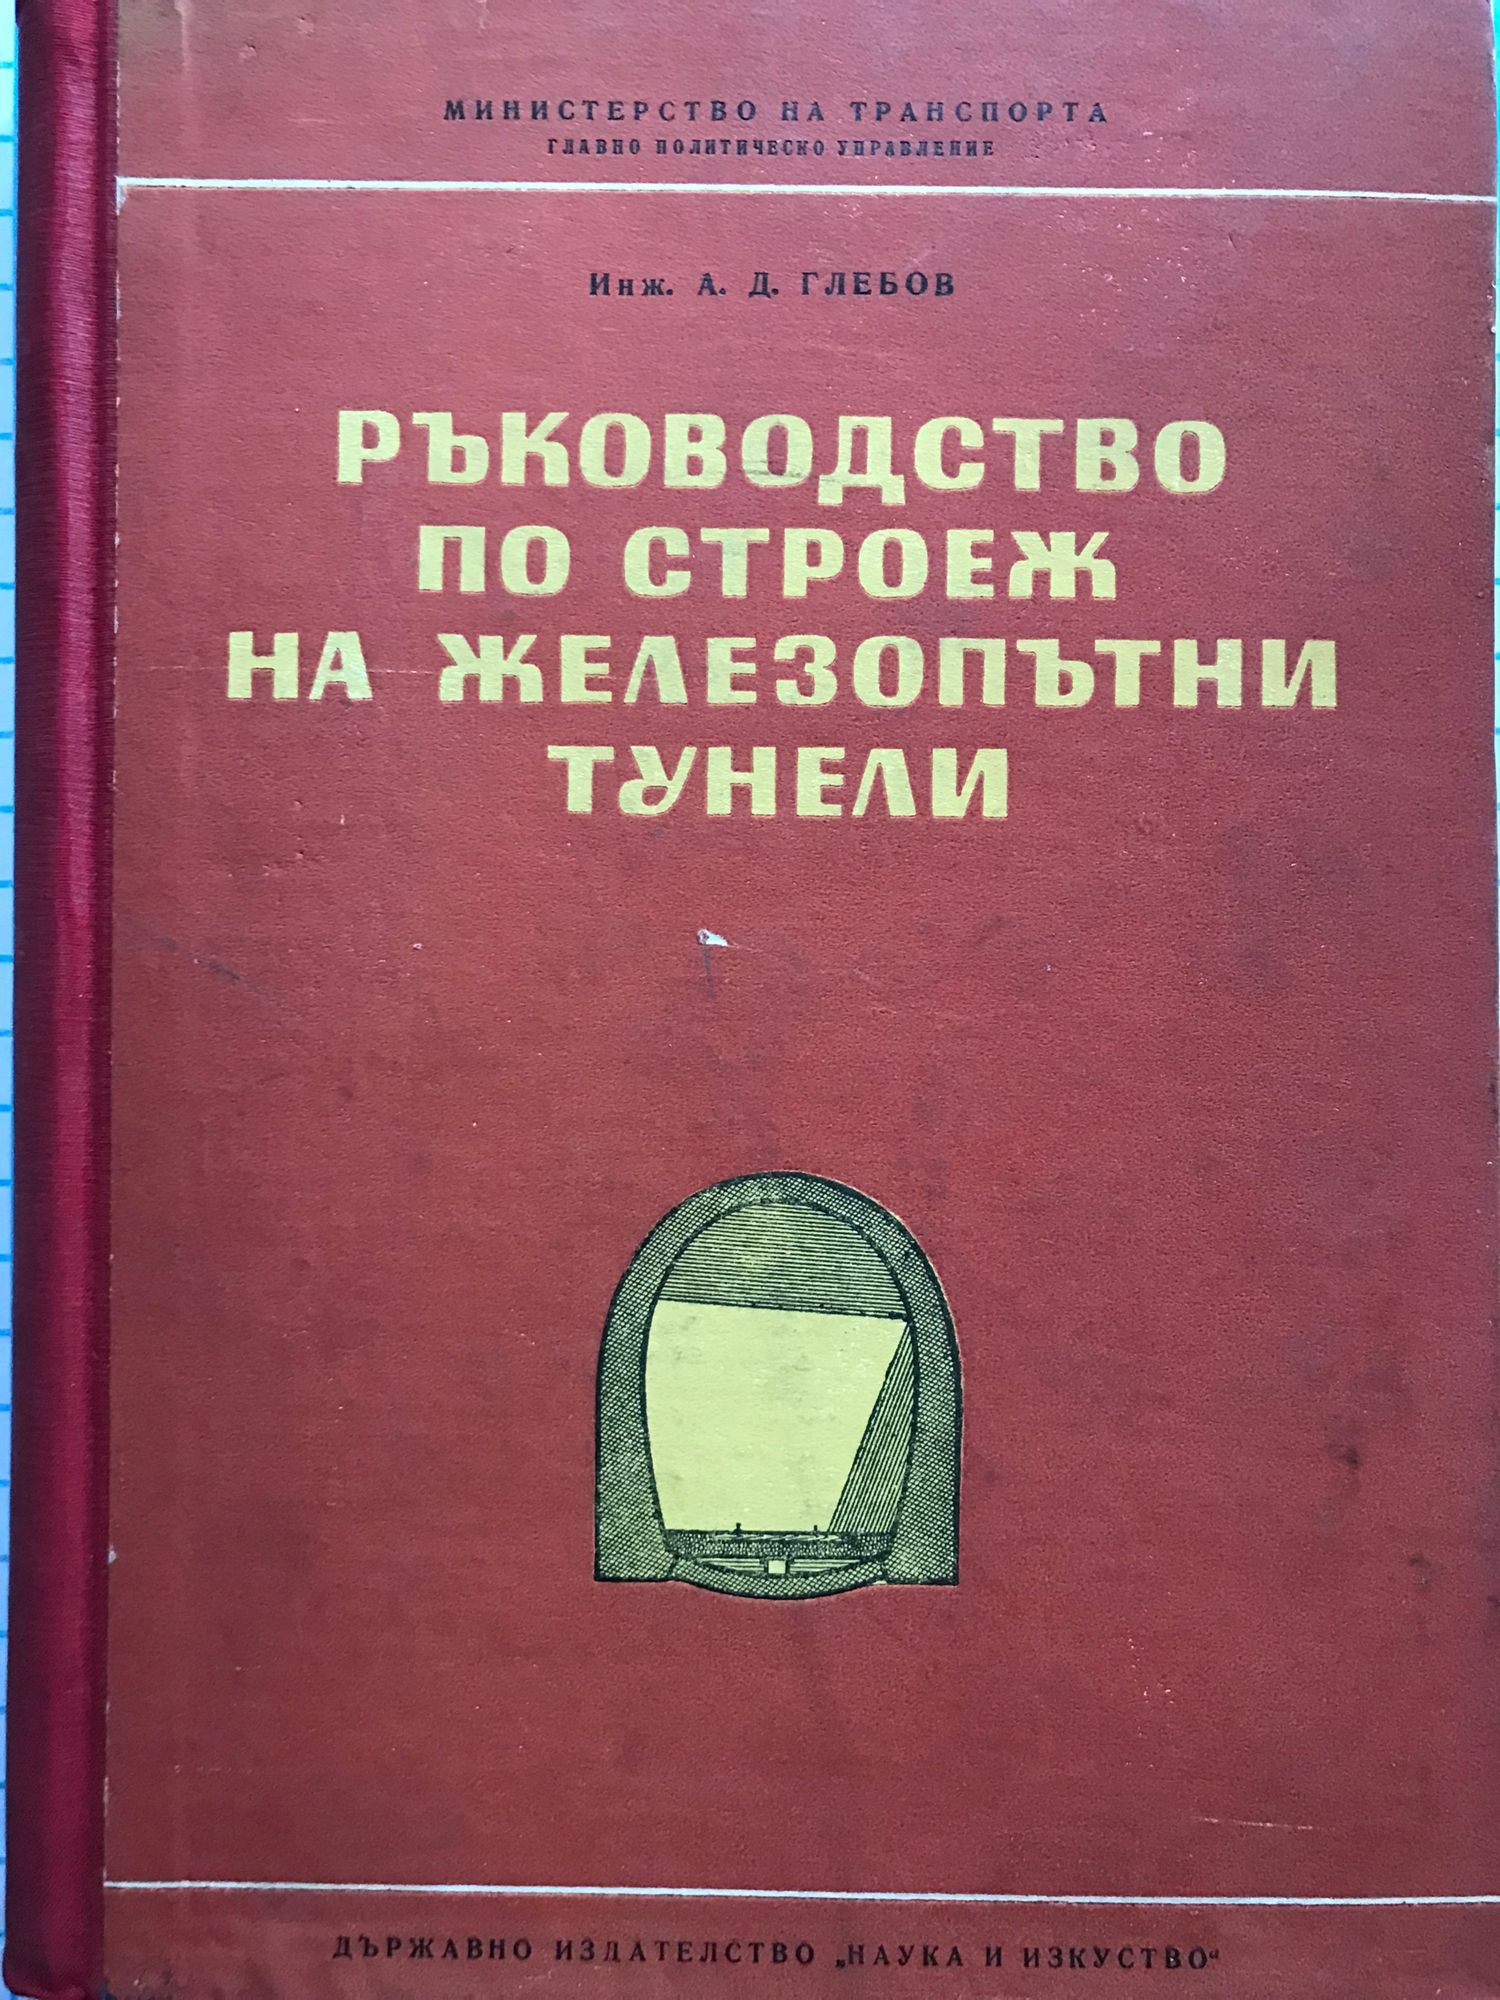 МИНИСТЕРСТВО НА ТРАНСПОРТА
ГЛАВНО ПОЛИТИЧЕСКО УПРАВЛЕНИЕ
Инж. А. Д. ГЛЕБОВ
РЪКОВОДСТВО
ПО СТРОЕЖ
НА ЖЕЛЕЗОПЪТНИ
ТУНЕЛИ
ДЪРЖАВНО ИЗДАТЕЛСТВО „НАУКА И ИЗКУСТВО“